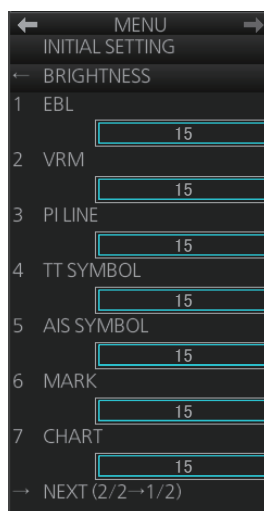 ← MENU →
INITIAL SETTING
← BRIGHTNESS
1 EBL
15
2 VRM
15
3 PI LINE
15
4 TT SYMBOL
15
5 AIS SYMBOL
15
6 MARK
15
7 CHART
15
→ NEXT (2/2→1/2)